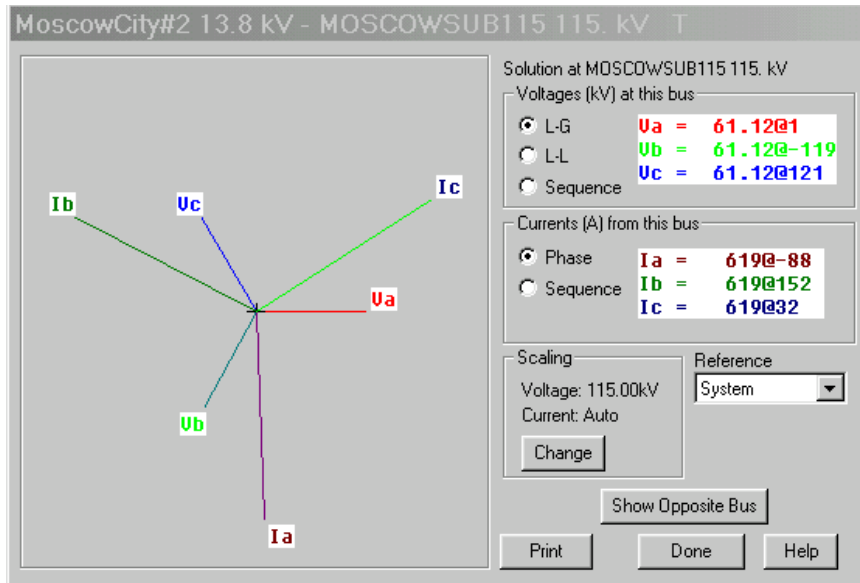 MoscowCity#2 13.8 kV - MOSCOWSUB115 115. kV T
Solution at MOSCOWSUB115 115. kV
Voltages (kV) at this bus
L-G
L-L
Sequence
Va = 61.12@1
Vb = 61.12@-119
Vc = 61.12@121
Currents (A) from this bus
Phase
Sequence
Ia = 619@-88
Ib = 619@152
Ic = 619@32
Scaling
Voltage: 115.00kV
Current: Auto
Change
Reference
System
Show Opposite Bus
Print
Done
Help
Ib
Vc
Ic
Va
Vb
Ia